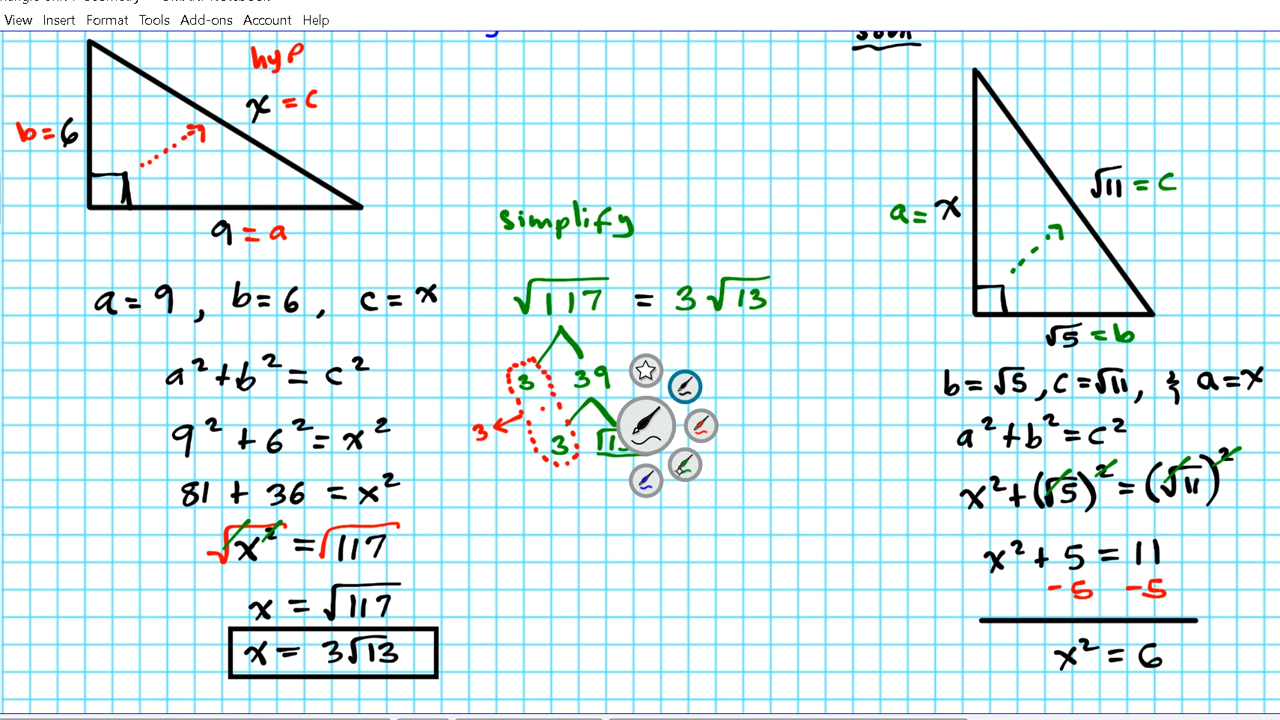 View Insert Format Tools Add-ons Account Help
hyp
x = c
b = 6
9 = a
a = 9 , b = 6 , c = x
a² + b² = c²
9² + 6² = x²
81 + 36 = x²
√x² = √117
x = √117
x = 3√13
simplify
√117 = 3√13
3 39
3
3
a = x
√11 = c
√5 = b
b = √5 , c = √11, & a = x
a² + b² = c²
x² + (√5)² = (√11)²
x² + 5 = 11
-5 -5
x² = 6